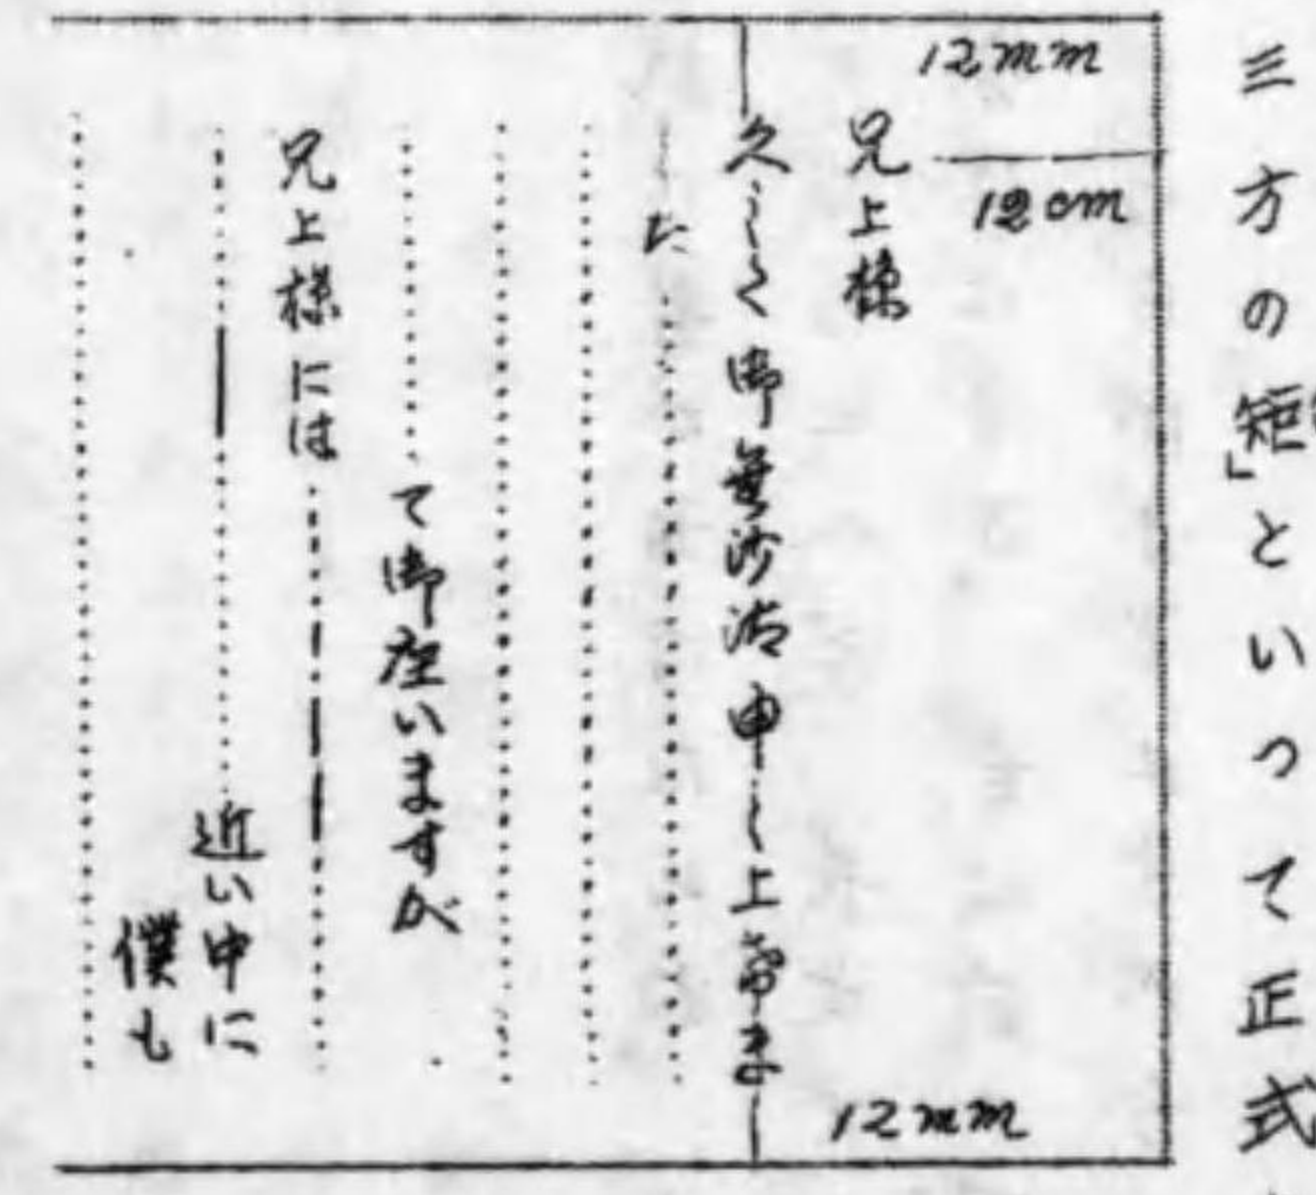 三方の矩」といって正式
12mm
12cm
兄上様
久しく御無沙汰申し上げまし
た
て御座いますが
兄上様には
近い中に
僕も
12mm